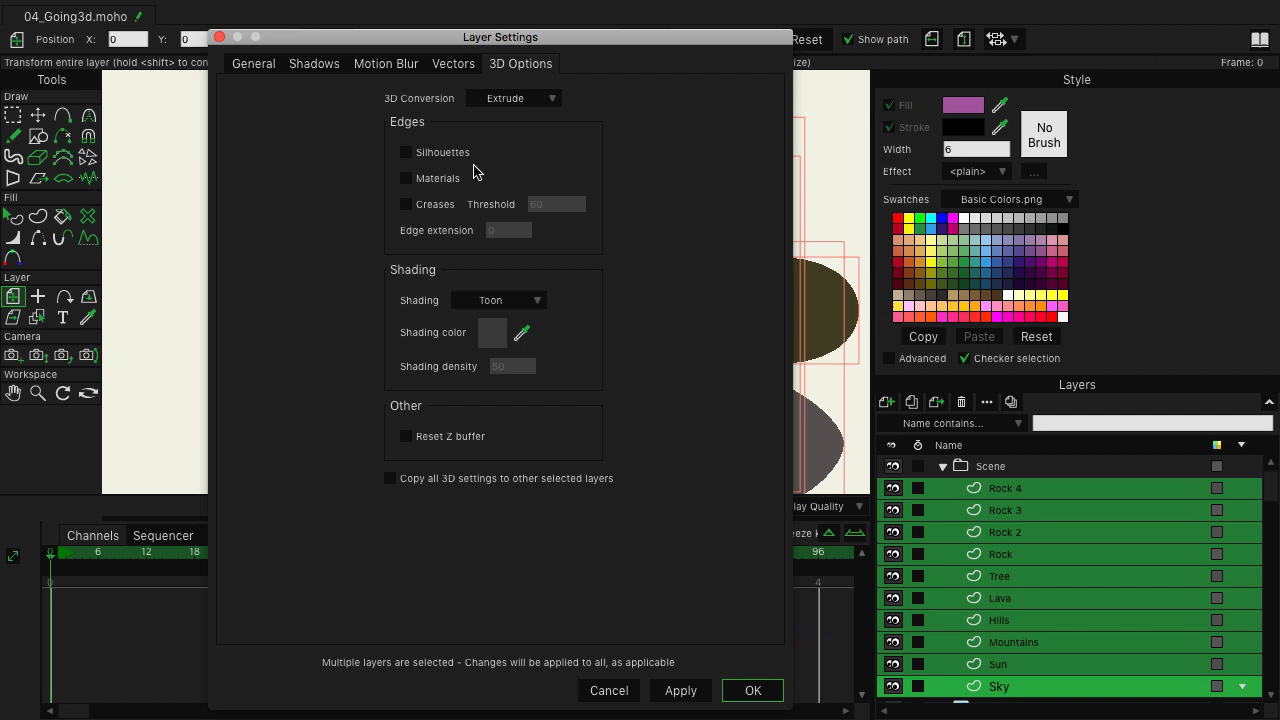 04_Going3d.moho
Layer Settings
Position X: 0 Y: 0
Reset Show path
Transform entire layer (hold <shift> to con
size)
Frame: 0
General Shadows Motion Blur Vectors 3D Options
Tools
Draw
Fill
Layer
Camera
Workspace
3D Conversion Extrude
Edges
Silhouettes
Materials
Creases Threshold 60
Edge extension 0
Shading
Shading Toon
Shading color
Shading density 50
Other
Reset Z buffer
Copy all 3D settings to other selected layers
Multiple layers are selected - Changes will be applied to all, as applicable
Cancel Apply OK
Style
Fill
Stroke
No
Brush
Width 6
Effect <plain> ...
Swatches Basic Colors.png
Copy Paste Reset
Advanced Checker selection
Layers
Name contains...
Name
Scene
Rock 4
Rock 3
Rock 2
Rock
Tree
Lava
Hills
Mountains
Sun
Sky
lay Quality
Channels Sequencer
eeze k
0 6 12 18 96
0 4